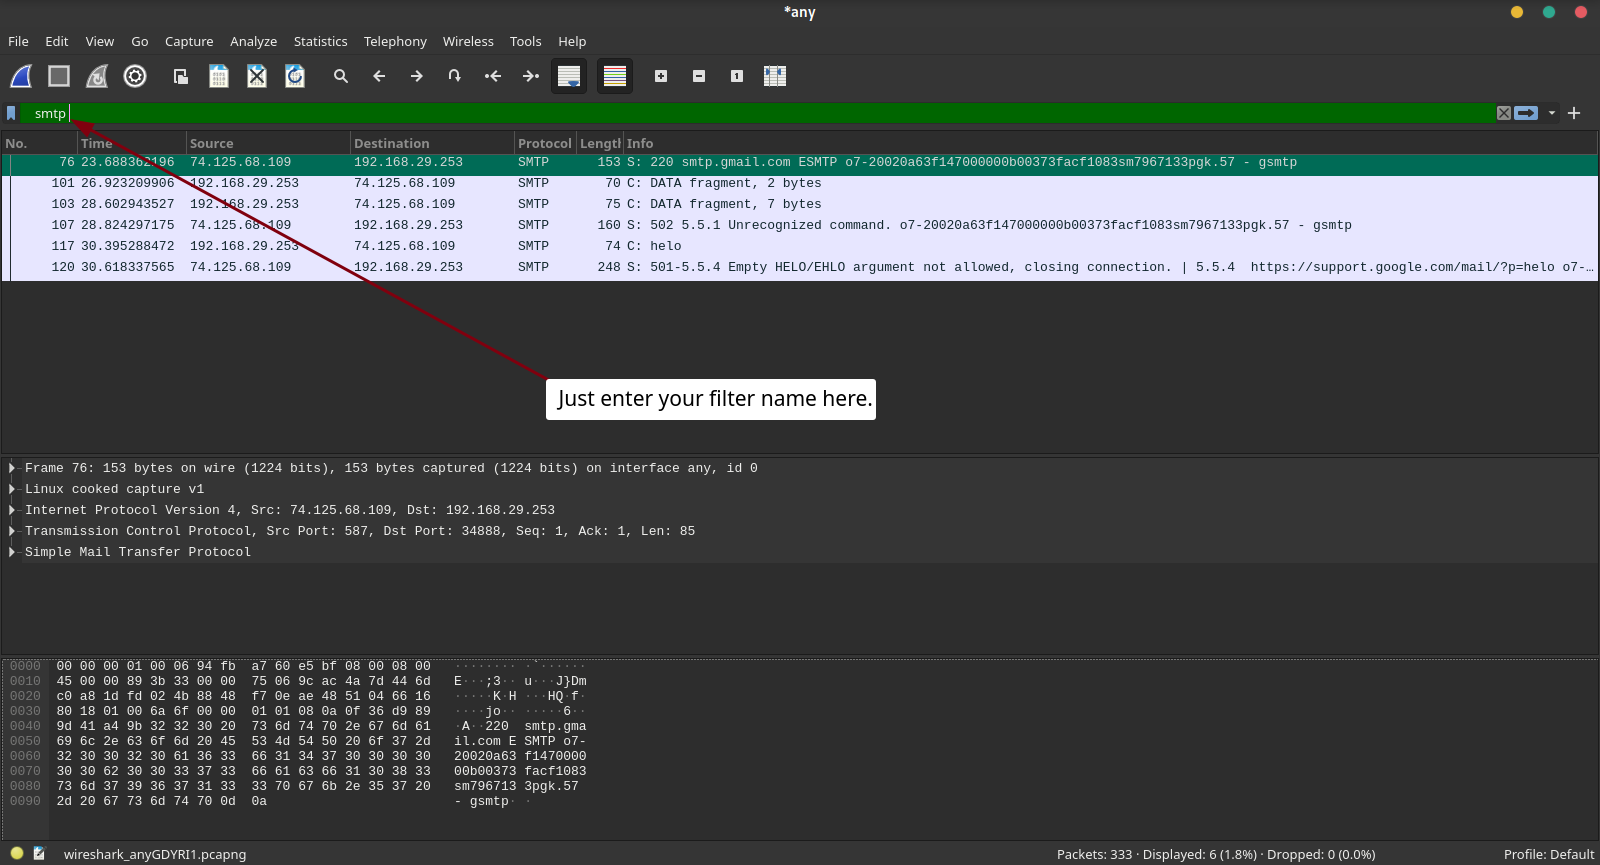 *any
File Edit View Go Capture Analyze Statistics Telephony Wireless Tools Help
smtp
No. Time Source Destination Protocol Length Info
76 23.688362196 74.125.68.109 192.168.29.253 SMTP 153 S: 220 smtp.gmail.com ESMTP o7-20020a63f147000000b00373facf1083sm7967133pgk.57 - gsmtp
101 26.923209906 192.168.29.253 74.125.68.109 SMTP 70 C: DATA fragment, 2 bytes
103 28.602943527 192.168.29.253 74.125.68.109 SMTP 75 C: DATA fragment, 7 bytes
107 28.824297175 74.125.68.109 192.168.29.253 SMTP 160 S: 502 5.5.1 Unrecognized command. o7-20020a63f147000000b00373facf1083sm7967133pgk.57 - gsmtp
117 30.395288472 192.168.29.253 74.125.68.109 SMTP 74 C: helo
120 30.618337565 74.125.68.109 192.168.29.253 SMTP 248 S: 501-5.5.4 Empty HELO/EHLO argument not allowed, closing connection. | 5.5.4  https://support.google.com/mail/?p=helo o7-…
Just enter your filter name here.
Frame 76: 153 bytes on wire (1224 bits), 153 bytes captured (1224 bits) on interface any, id 0
Linux cooked capture v1
Internet Protocol Version 4, Src: 74.125.68.109, Dst: 192.168.29.253
Transmission Control Protocol, Src Port: 587, Dst Port: 34888, Seq: 1, Ack: 1, Len: 85
Simple Mail Transfer Protocol
0000 00 00 00 01 00 06 94 fb a7 60 e5 bf 08 00 08 00 ········ ·`······
0010 45 00 00 89 3b 33 00 00 75 06 9c ac 4a 7d 44 6d E···;3·· u···J}Dm
0020 c0 a8 1d fd 02 4b 88 48 f7 0e ae 48 51 04 66 16 ·····K·H ···HQ·f·
0030 80 18 01 00 6a 6f 00 00 01 01 08 0a 0f 36 d9 89 ····jo·· ·····6··
0040 9d 41 a4 9b 32 32 30 20 73 6d 74 70 2e 67 6d 61 ·A··220 smtp.gma
0050 69 6c 2e 63 6f 6d 20 45 53 4d 54 50 20 6f 37 2d il.com E SMTP o7-
0060 32 30 30 32 30 61 36 33 66 31 34 37 30 30 30 30 20020a63 f1470000
0070 30 30 62 30 30 33 37 33 66 61 63 66 31 30 38 33 00b00373 facf1083
0080 73 6d 37 39 36 37 31 33 33 70 67 6b 2e 35 37 20 sm796713 3pgk.57
0090 2d 20 67 73 6d 74 70 0d 0a - gsmtp· ·
wireshark_anyGDYRI1.pcapng Packets: 333 · Displayed: 6 (1.8%) · Dropped: 0 (0.0%) Profile: Default